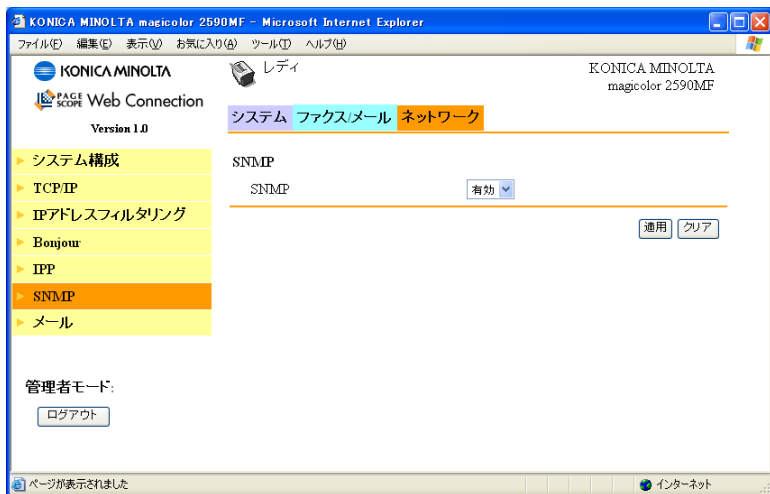 KONICA MINOLTA magicolor 2590MF - Microsoft Internet Explorer
ファイル(F) 編集(E) 表示(V) お気に入り(A) ツール(T) ヘルプ(H)
KONICA MINOLTA
PAGE SCOPE Web Connection
Version 1.0
レディ
KONICA MINOLTA
magicolor 2590MF
システム ファクス/メール ネットワーク
システム構成
TCP/IP
IPアドレスフィルタリング
Bonjour
IPP
SNMP
メール
管理者モード:
ログアウト
SNMP
SNMP 有効
適用 クリア
ページが表示されました インターネット